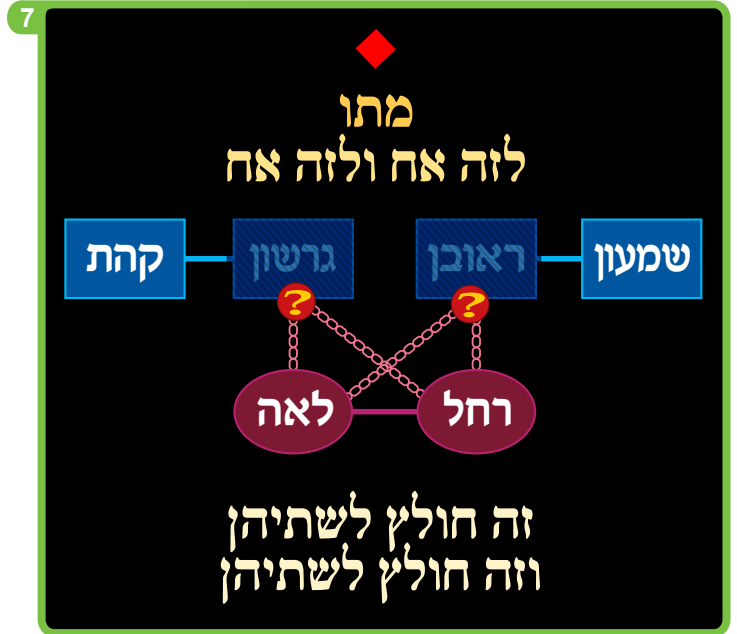 7
מתו
לזה אח ולזה אח
שמעון ראובן גרשון קהת
? ?
רחל לאה
זה חולץ לשתיהן
וזה חולץ לשתיהן